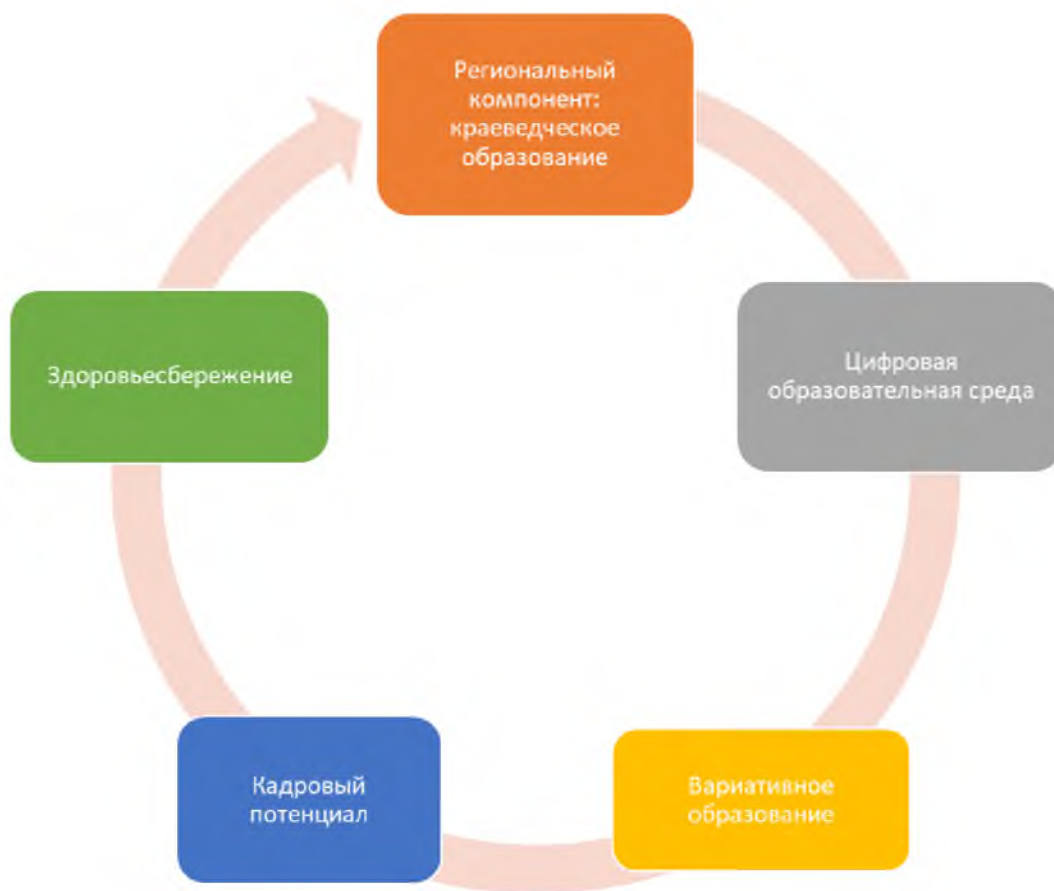 Региональный
компонент:
краеведческое
образование
Цифровая
образовательная среда
Вариативное
образование
Кадровый
потенциал
Здоровьесбережение